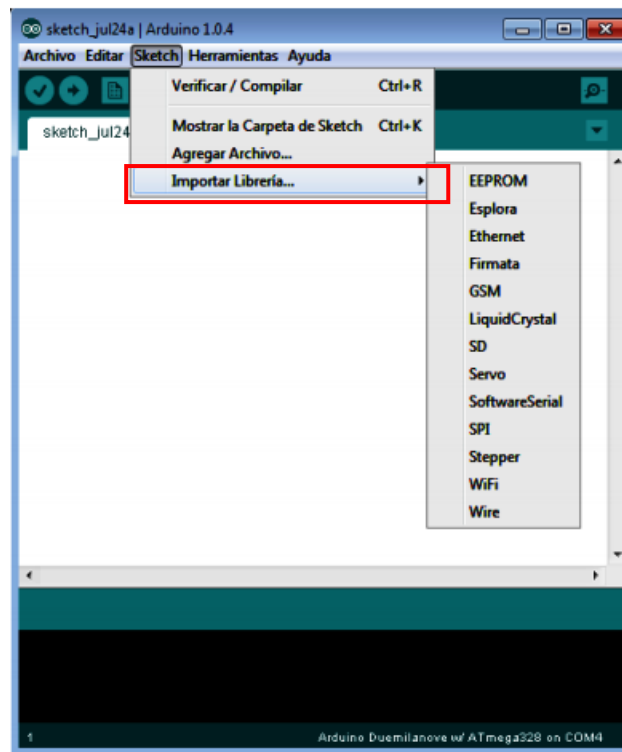 sketch_jul24a | Arduino 1.0.4
Archivo Editar Sketch Herramientas Ayuda
Verificar / Compilar Ctrl+R
sketch_jul24
Mostrar la Carpeta de Sketch Ctrl+K
Agregar Archivo...
Importar Librería...
EEPROM
Esplora
Ethernet
Firmata
GSM
LiquidCrystal
SD
Servo
SoftwareSerial
SPI
Stepper
WiFi
Wire
1 Arduino Duemilanove w/ ATmega328 on COM4